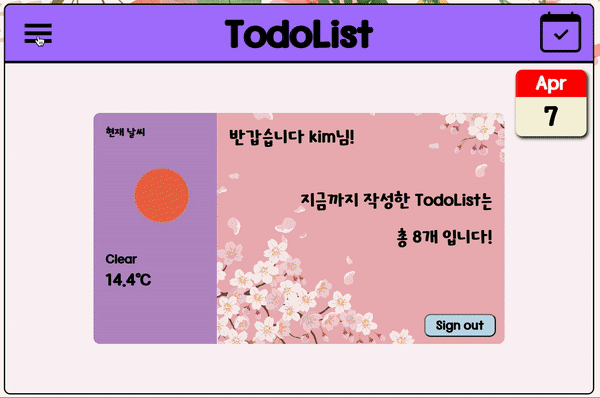 TodoList
Apr
7
현재 날씨
Clear
14.4℃
반갑습니다 kim님!
지금까지 작성한 TodoList는
총 8개 입니다!
Sign out